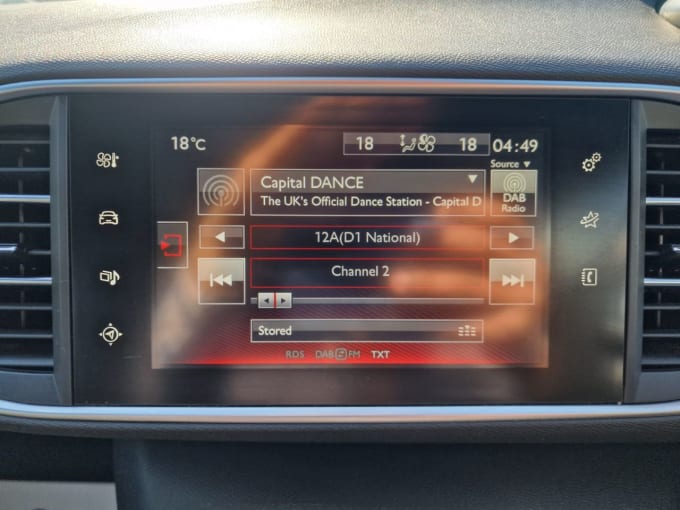 18°C
18
18
04:49
Source ▼
Capital DANCE
The UK's Official Dance Station - Capital D
DAB
Radio
12A(D1 National)
Channel 2
Stored
RDS DAB FM TXT